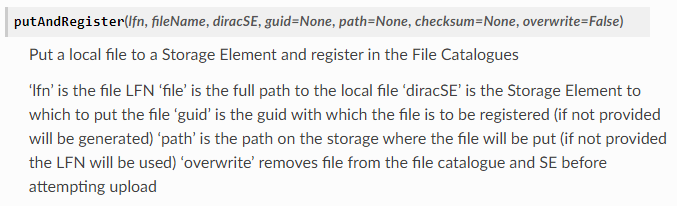 putAndRegister(lfn, fileName, diracSE, guid=None, path=None, checksum=None, overwrite=False)
Put a local file to a Storage Element and register in the File Catalogues
‘lfn’ is the file LFN ‘file’ is the full path to the local file ‘diracSE’ is the Storage Element to
which to put the file ‘guid’ is the guid with which the file is to be registered (if not provided
will be generated) ‘path’ is the path on the storage where the file will be put (if not provided
the LFN will be used) ‘overwrite’ removes file from the file catalogue and SE before
attempting upload